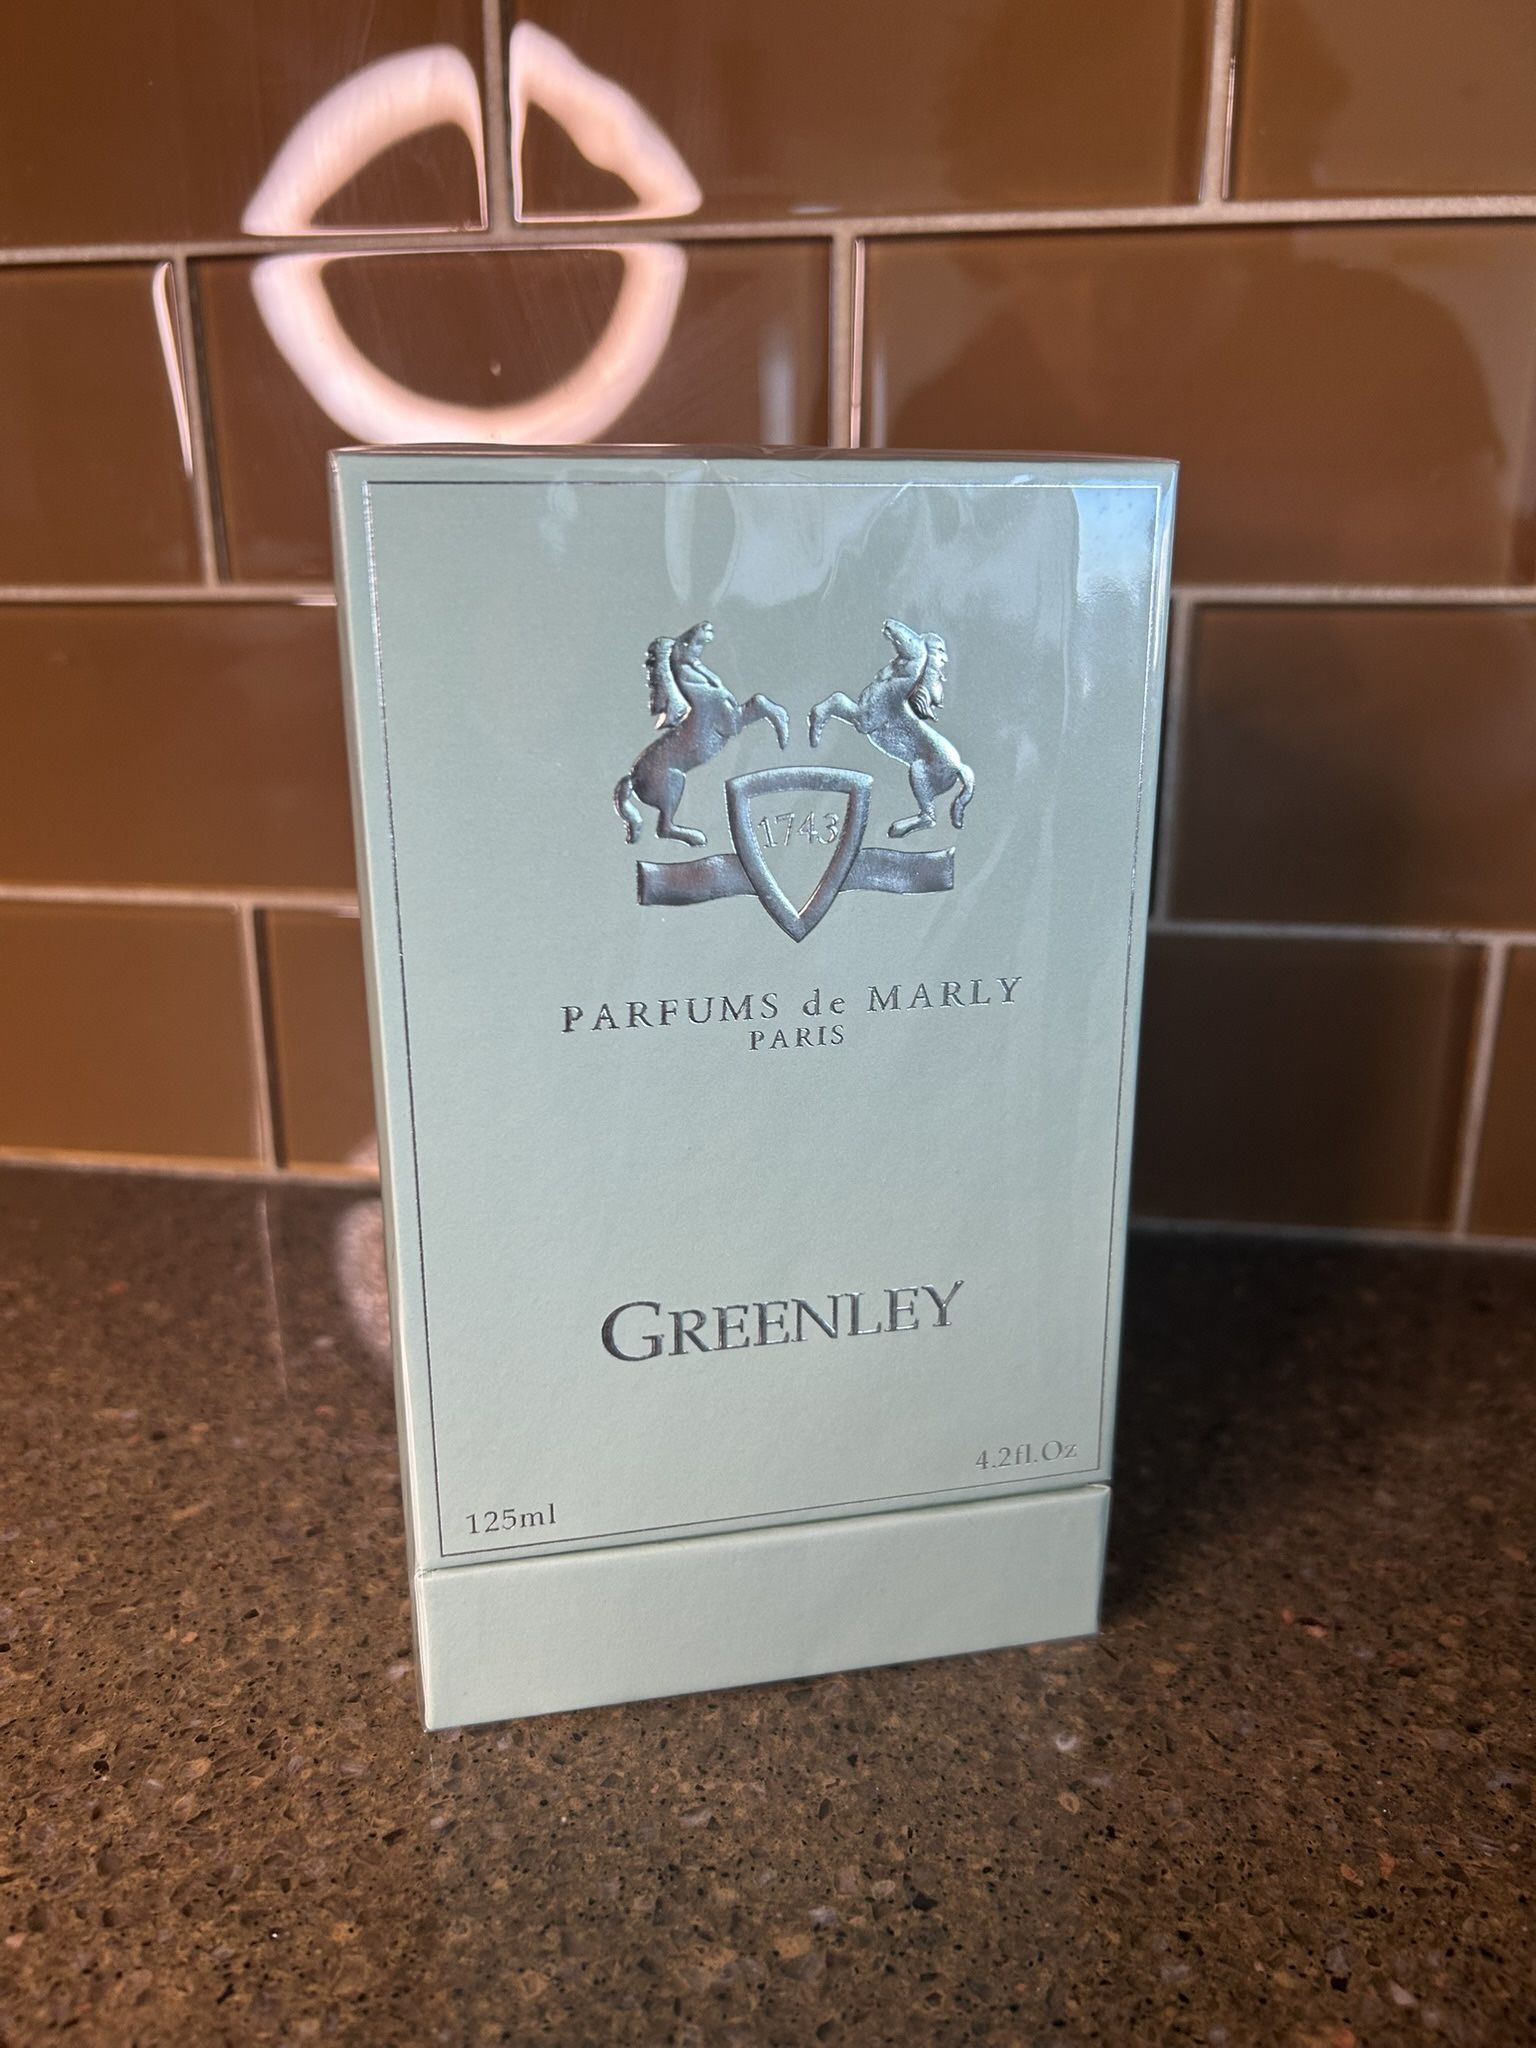 1743
PARFUMS de MARLY
PARIS
GREENLEY
4.2fl.Oz
125ml